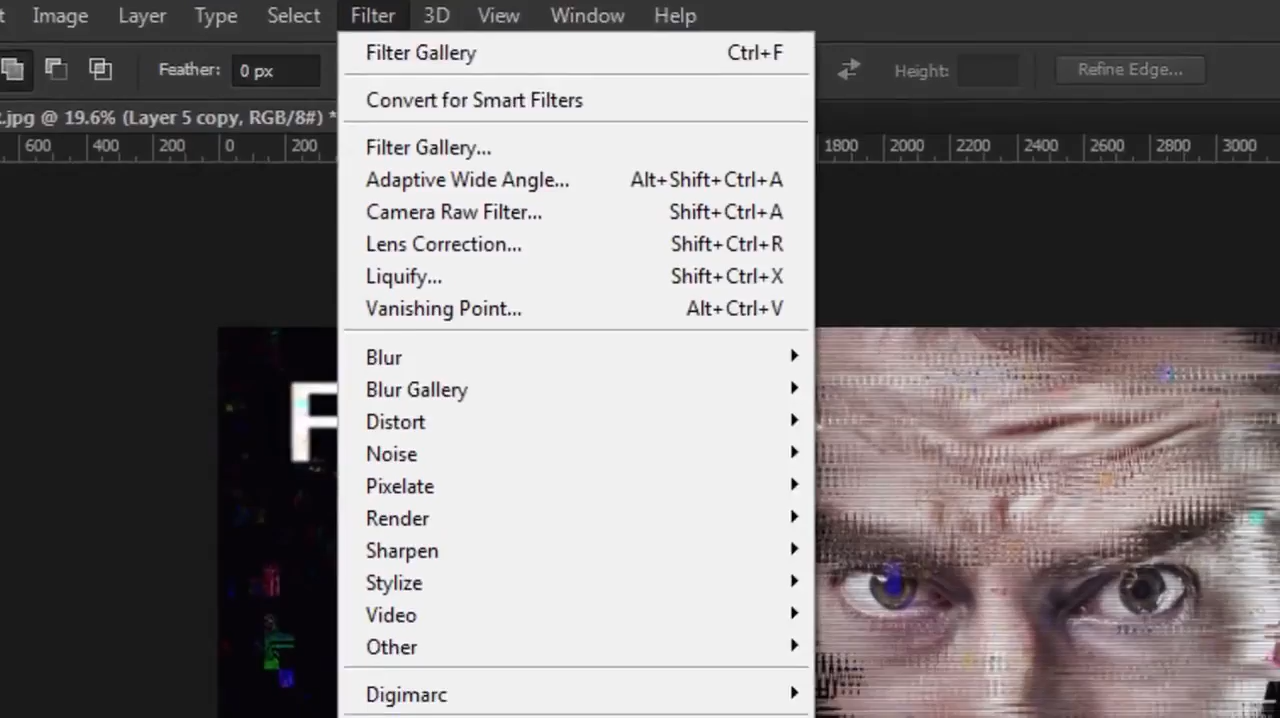 Image Layer Type Select Filter 3D View Window Help
Feather: 0 px Height: Refine Edge...
.jpg @ 19.6% (Layer 5 copy, RGB/8#) *
600 400 200 0 200 1800 2000 2200 2400 2600 2800 3000
Filter Gallery Ctrl+F
Convert for Smart Filters
Filter Gallery...
Adaptive Wide Angle... Alt+Shift+Ctrl+A
Camera Raw Filter... Shift+Ctrl+A
Lens Correction... Shift+Ctrl+R
Liquify... Shift+Ctrl+X
Vanishing Point... Alt+Ctrl+V
Blur
Blur Gallery
Distort
Noise
Pixelate
Render
Sharpen
Stylize
Video
Other
Digimarc